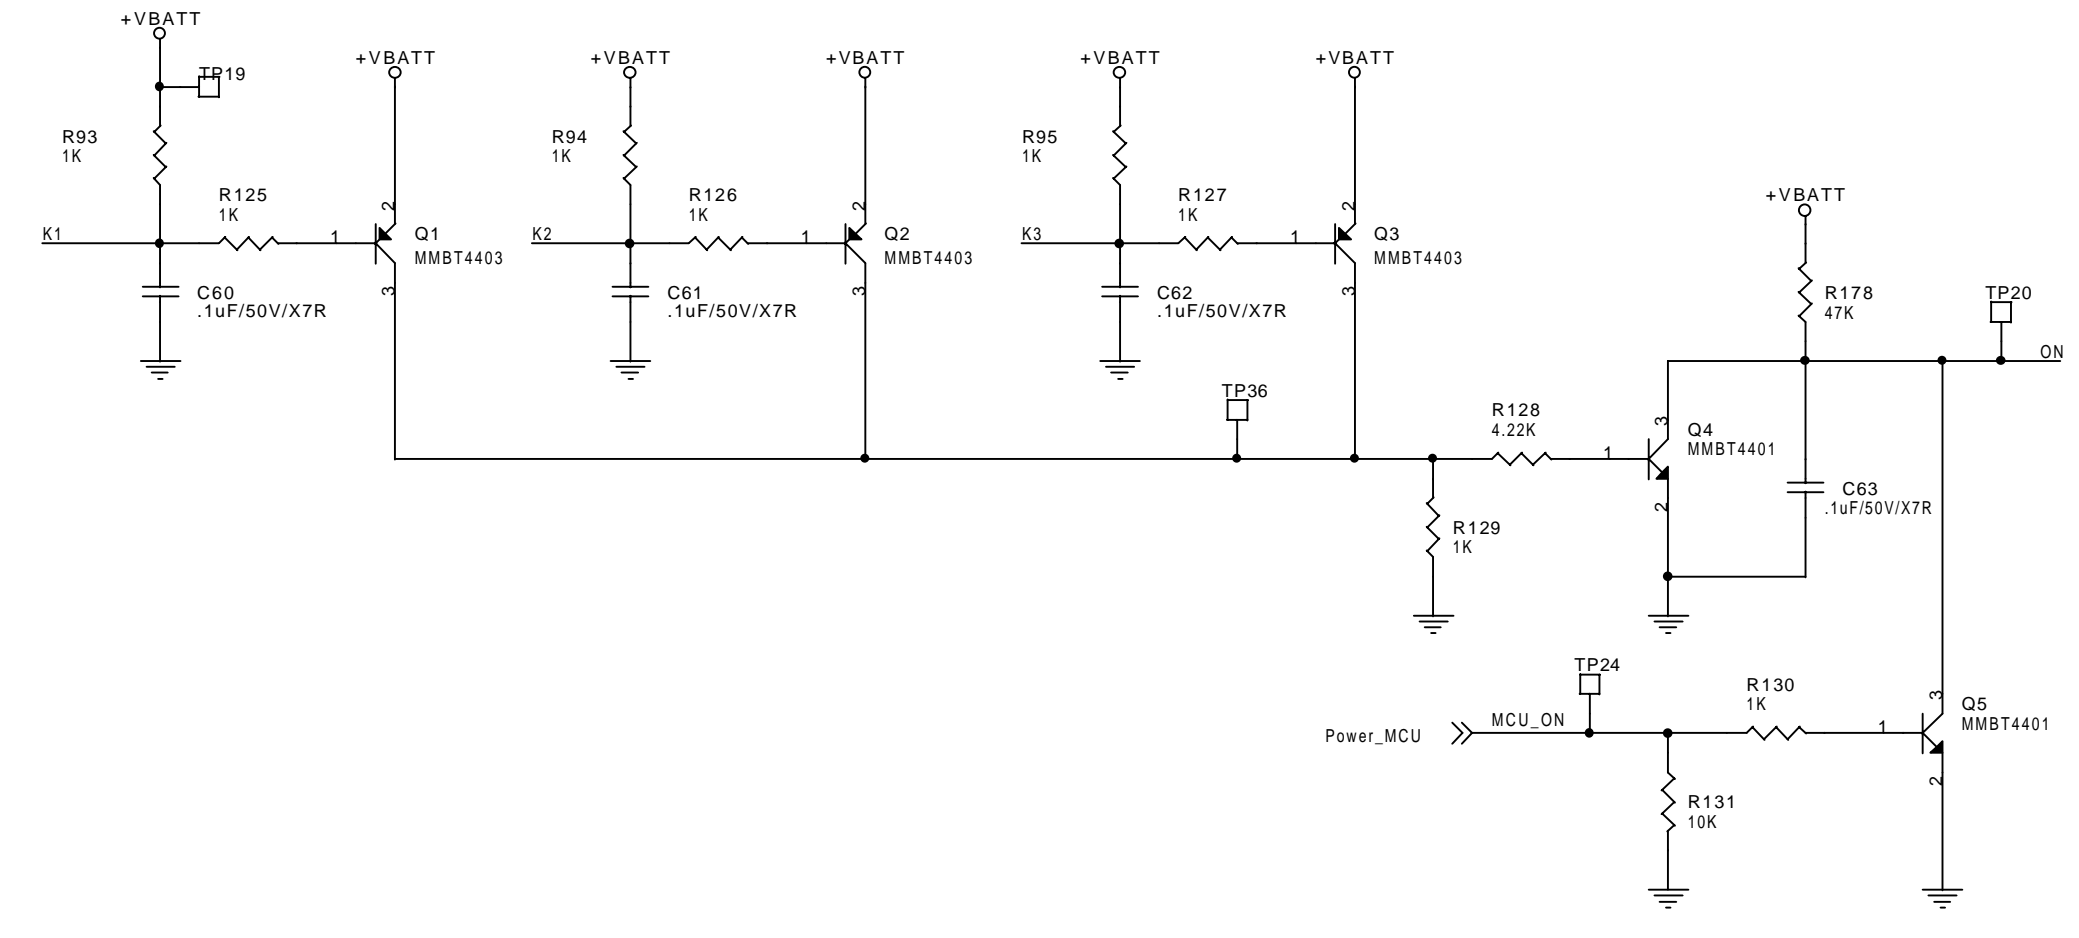 +VBATT
+VBATT
+VBATT
+VBATT
+VBATT
+VBATT
TP19
R93
1K
R94
1K
R95
1K
R125
1K
R126
1K
R127
1K
+VBATT
K1
1
2
Q1
MMBT4403
3
K2
1
2
Q2
MMBT4403
3
K3
1
2
Q3
MMBT4403
3
C60
.1uF/50V/X7R
C61
.1uF/50V/X7R
C62
.1uF/50V/X7R
R178
47K
TP20
ON
TP36
R128
4.22K
1
3
Q4
MMBT4401
2
C63
.1uF/50V/X7R
R129
1K
TP24
R130
1K
Power_MCU
MCU_ON
1
3
Q5
MMBT4401
2
R131
10K